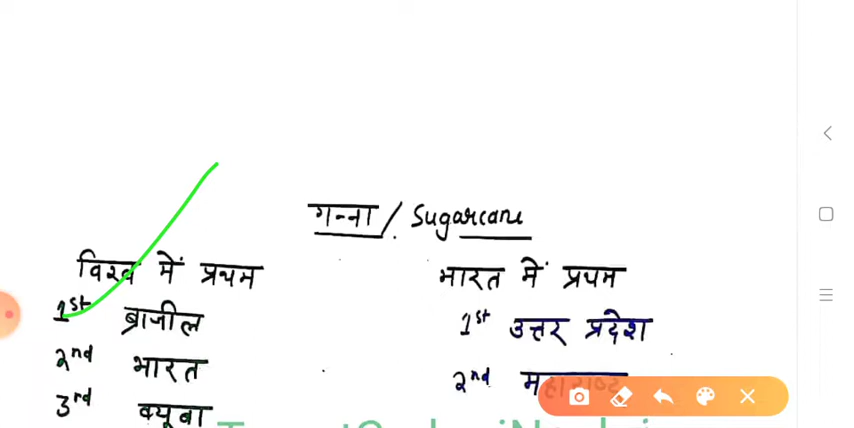 गन्ना / Sugarcane
विश्व में प्रथम
1st ब्राजील
2nd भारत
3rd क्यूबा
भारत में प्रथम
1st उत्तर प्रदेश
2nd